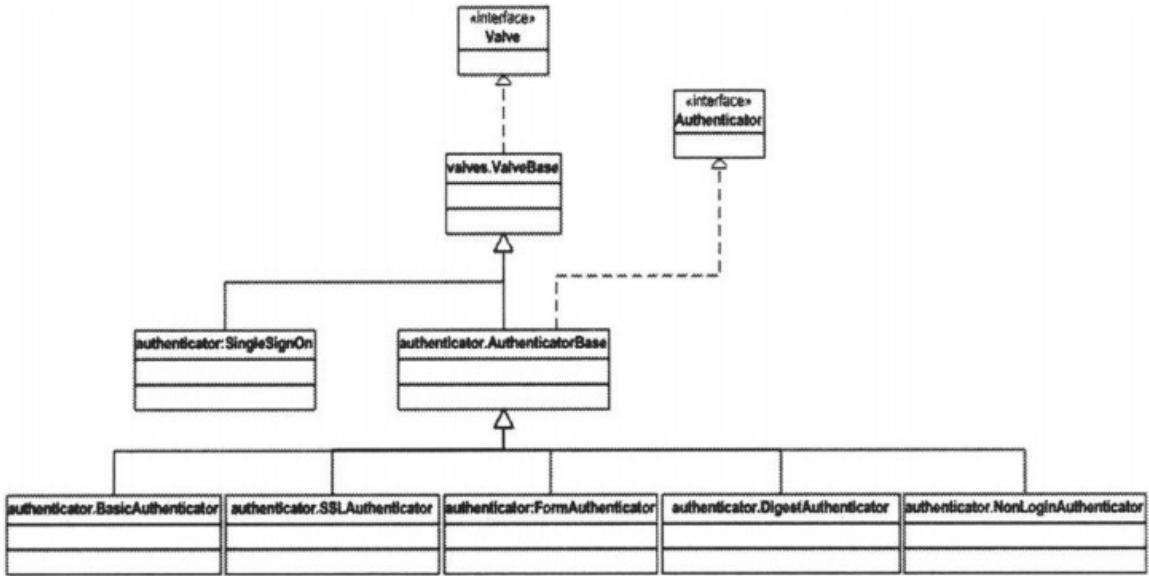 «interface»
Valve
«interface»
Authenticator
valves.ValveBase
authenticator:SingleSignOn
authenticator.AuthenticatorBase
authenticator.BasicAuthenticator
authenticator.SSLAuthenticator
authenticator:FormAuthenticator
authenticator.DigestAuthenticator
authenticator.NonLoginAuthenticator